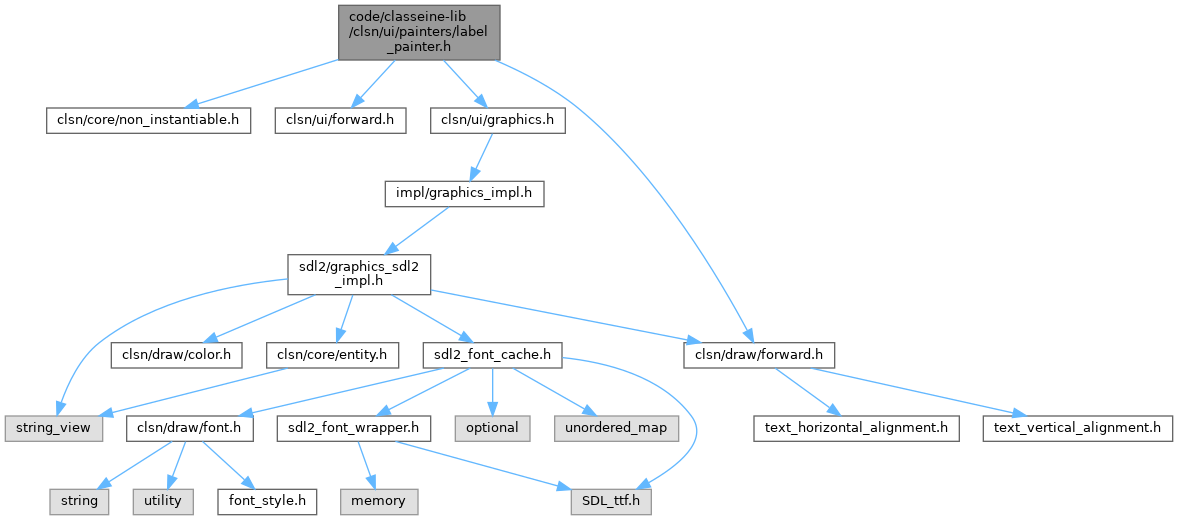 code/classeine-lib
/clsn/ui/painters/label
_painter.h
clsn/core/non_instantiable.h
clsn/ui/forward.h
clsn/ui/graphics.h
impl/graphics_impl.h
sdl2/graphics_sdl2
_impl.h
clsn/draw/color.h
clsn/core/entity.h
sdl2_font_cache.h
clsn/draw/forward.h
string_view
clsn/draw/font.h
sdl2_font_wrapper.h
optional
unordered_map
text_horizontal_alignment.h
text_vertical_alignment.h
string
utility
font_style.h
memory
SDL_ttf.h